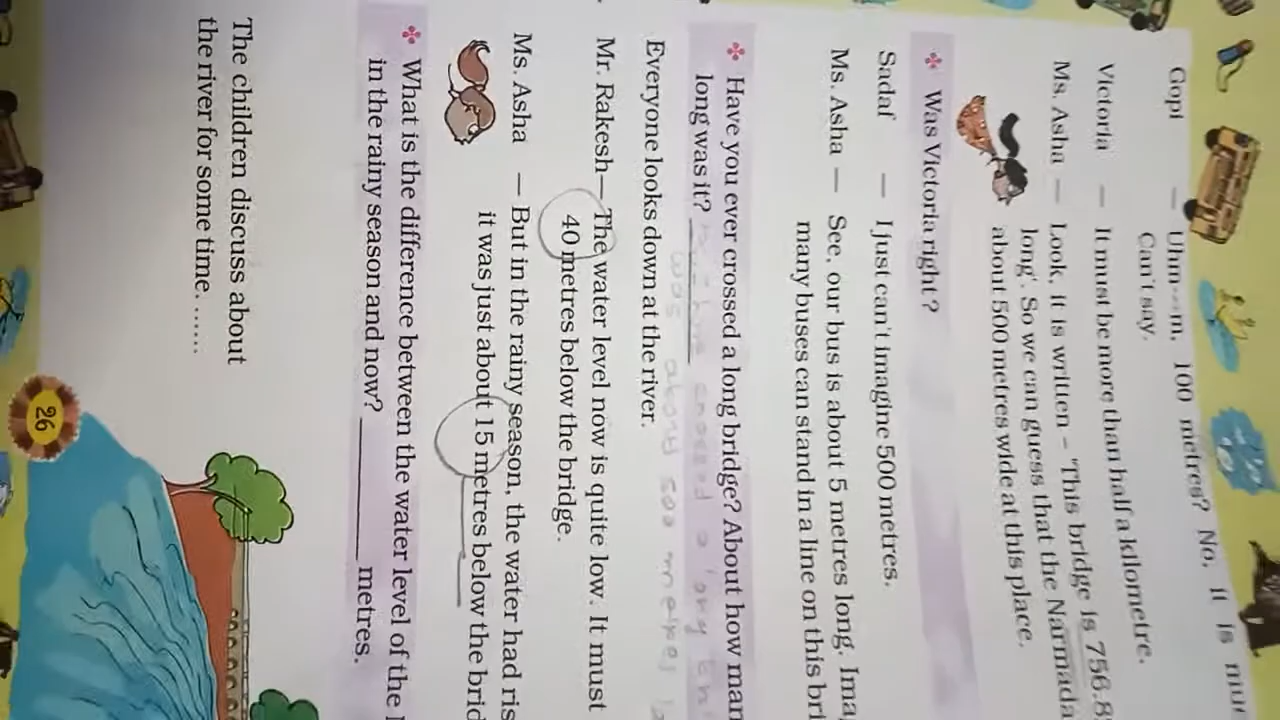 Gopi — Uhm---m. 100 metres? No, it is
Can't say.
Victoria — It must be more than half a kilometre.
Ms. Asha — Look, it is written – 'This bridge is 756.8
long'. So we can guess that the Narmada
about 500 metres wide at this place.
Was Victoria right?
Sadaf — I just can't imagine 500 metres.
Ms. Asha — See, our bus is about 5 metres long.
many buses can stand in a line on this
Have you ever crossed a long bridge? About how
long was it?
Everyone looks down at the river.
Mr. Rakesh—The water level now is quite low. It must
40 metres below the bridge.
Ms. Asha — But in the rainy season, the water had
it was just about 15 metres below the
What is the difference between the water level of the
in the rainy season and now? ________ metres.
The children discuss about
the river for some time. ......
26